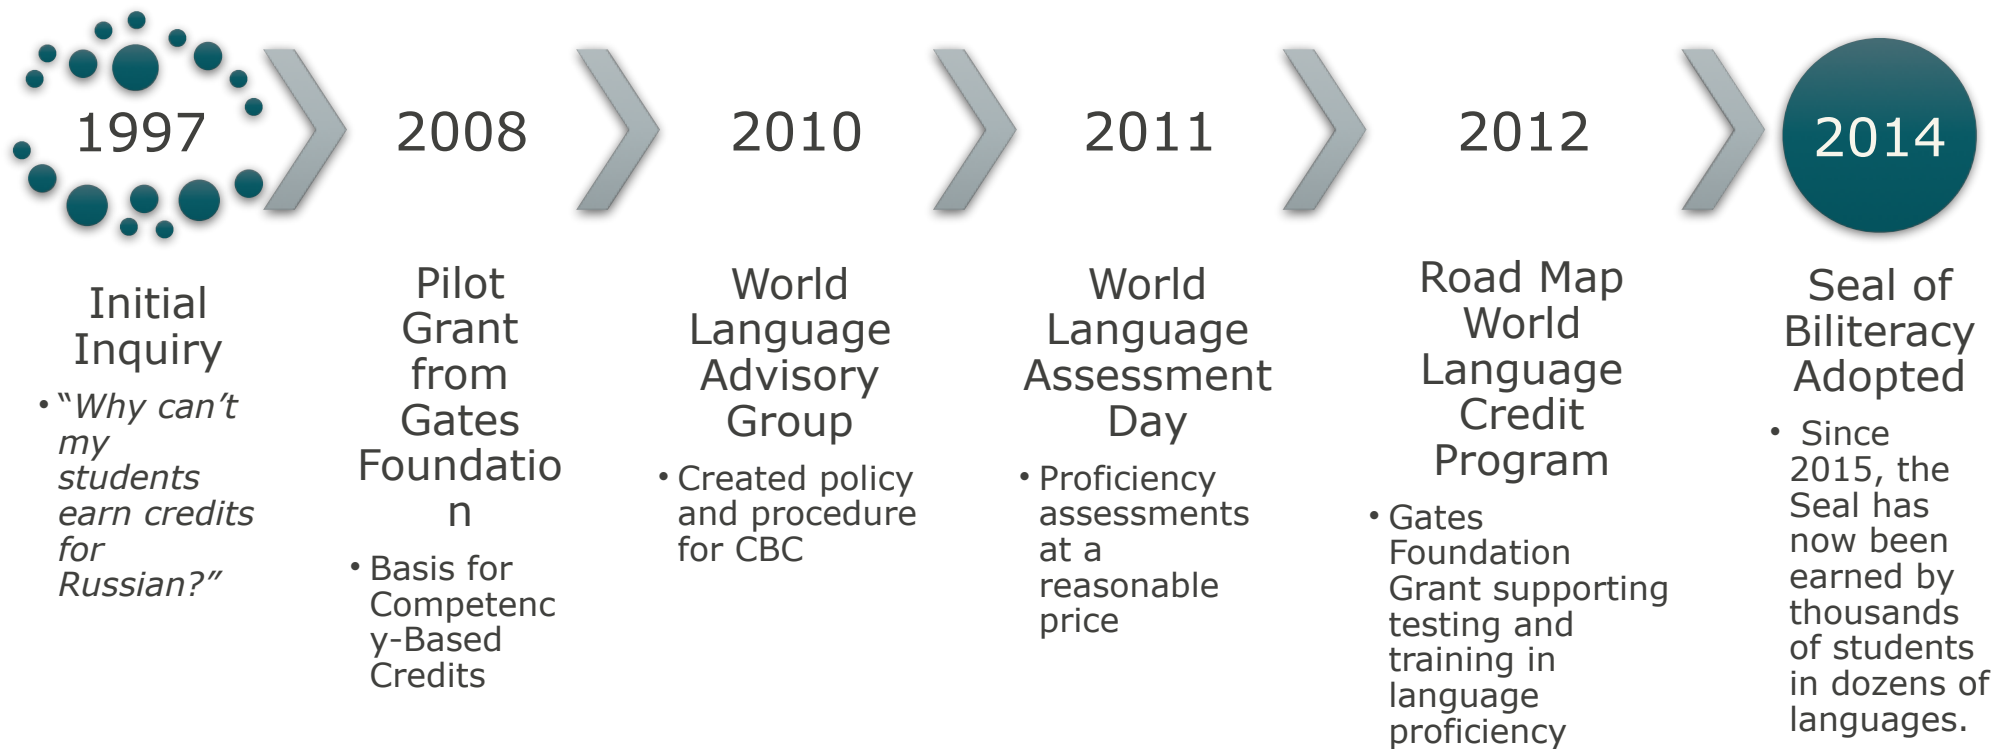 1997
Initial
Inquiry
• “Why can’t
my
students
earn credits
for
Russian?”
2008
Pilot
Grant
from
Gates
Foundatio
n
• Basis for
Competenc
y-Based
Credits
2010
World
Language
Advisory
Group
• Created policy
and procedure
for CBC
2011
World
Language
Assessment
Day
• Proficiency
assessments
at a
reasonable
price
2012
Road Map
World
Language
Credit
Program
• Gates
Foundation
Grant supporting
testing and
training in
language
proficiency
2014
Seal of
Biliteracy
Adopted
• Since
2015, the
Seal has
now been
earned by
thousands
of students
in dozens of
languages.